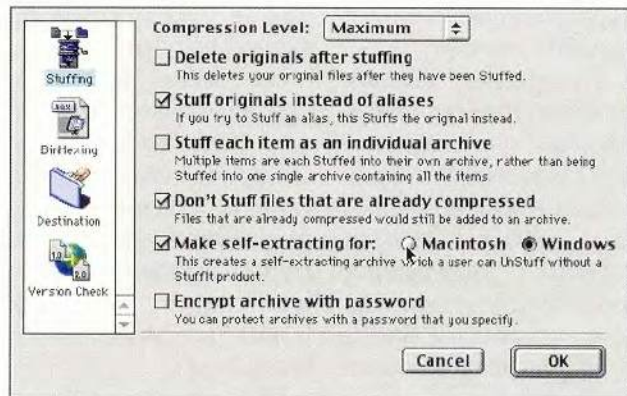 Stuffing
BinHexing
Destination
Version Check
Compression Level: Maximum
Delete originals after stuffing
This deletes your original files after they have been Stuffed.
Stuff originals instead of aliases
If you try to Stuff an alias, this Stuffs the original instead.
Stuff each item as an individual archive
Multiple items are each Stuffed into their own archive, rather than being
Stuffed into one single archive containing all the items.
Don't Stuff files that are already compressed
Files that are already compressed would still be added to an archive.
Make self-extracting for: Macintosh Windows
This creates a self-extracting archive which a user can UnStuff without a
StuffIt product.
Encrypt archive with password
You can protect archives with a password that you specify.
Cancel OK